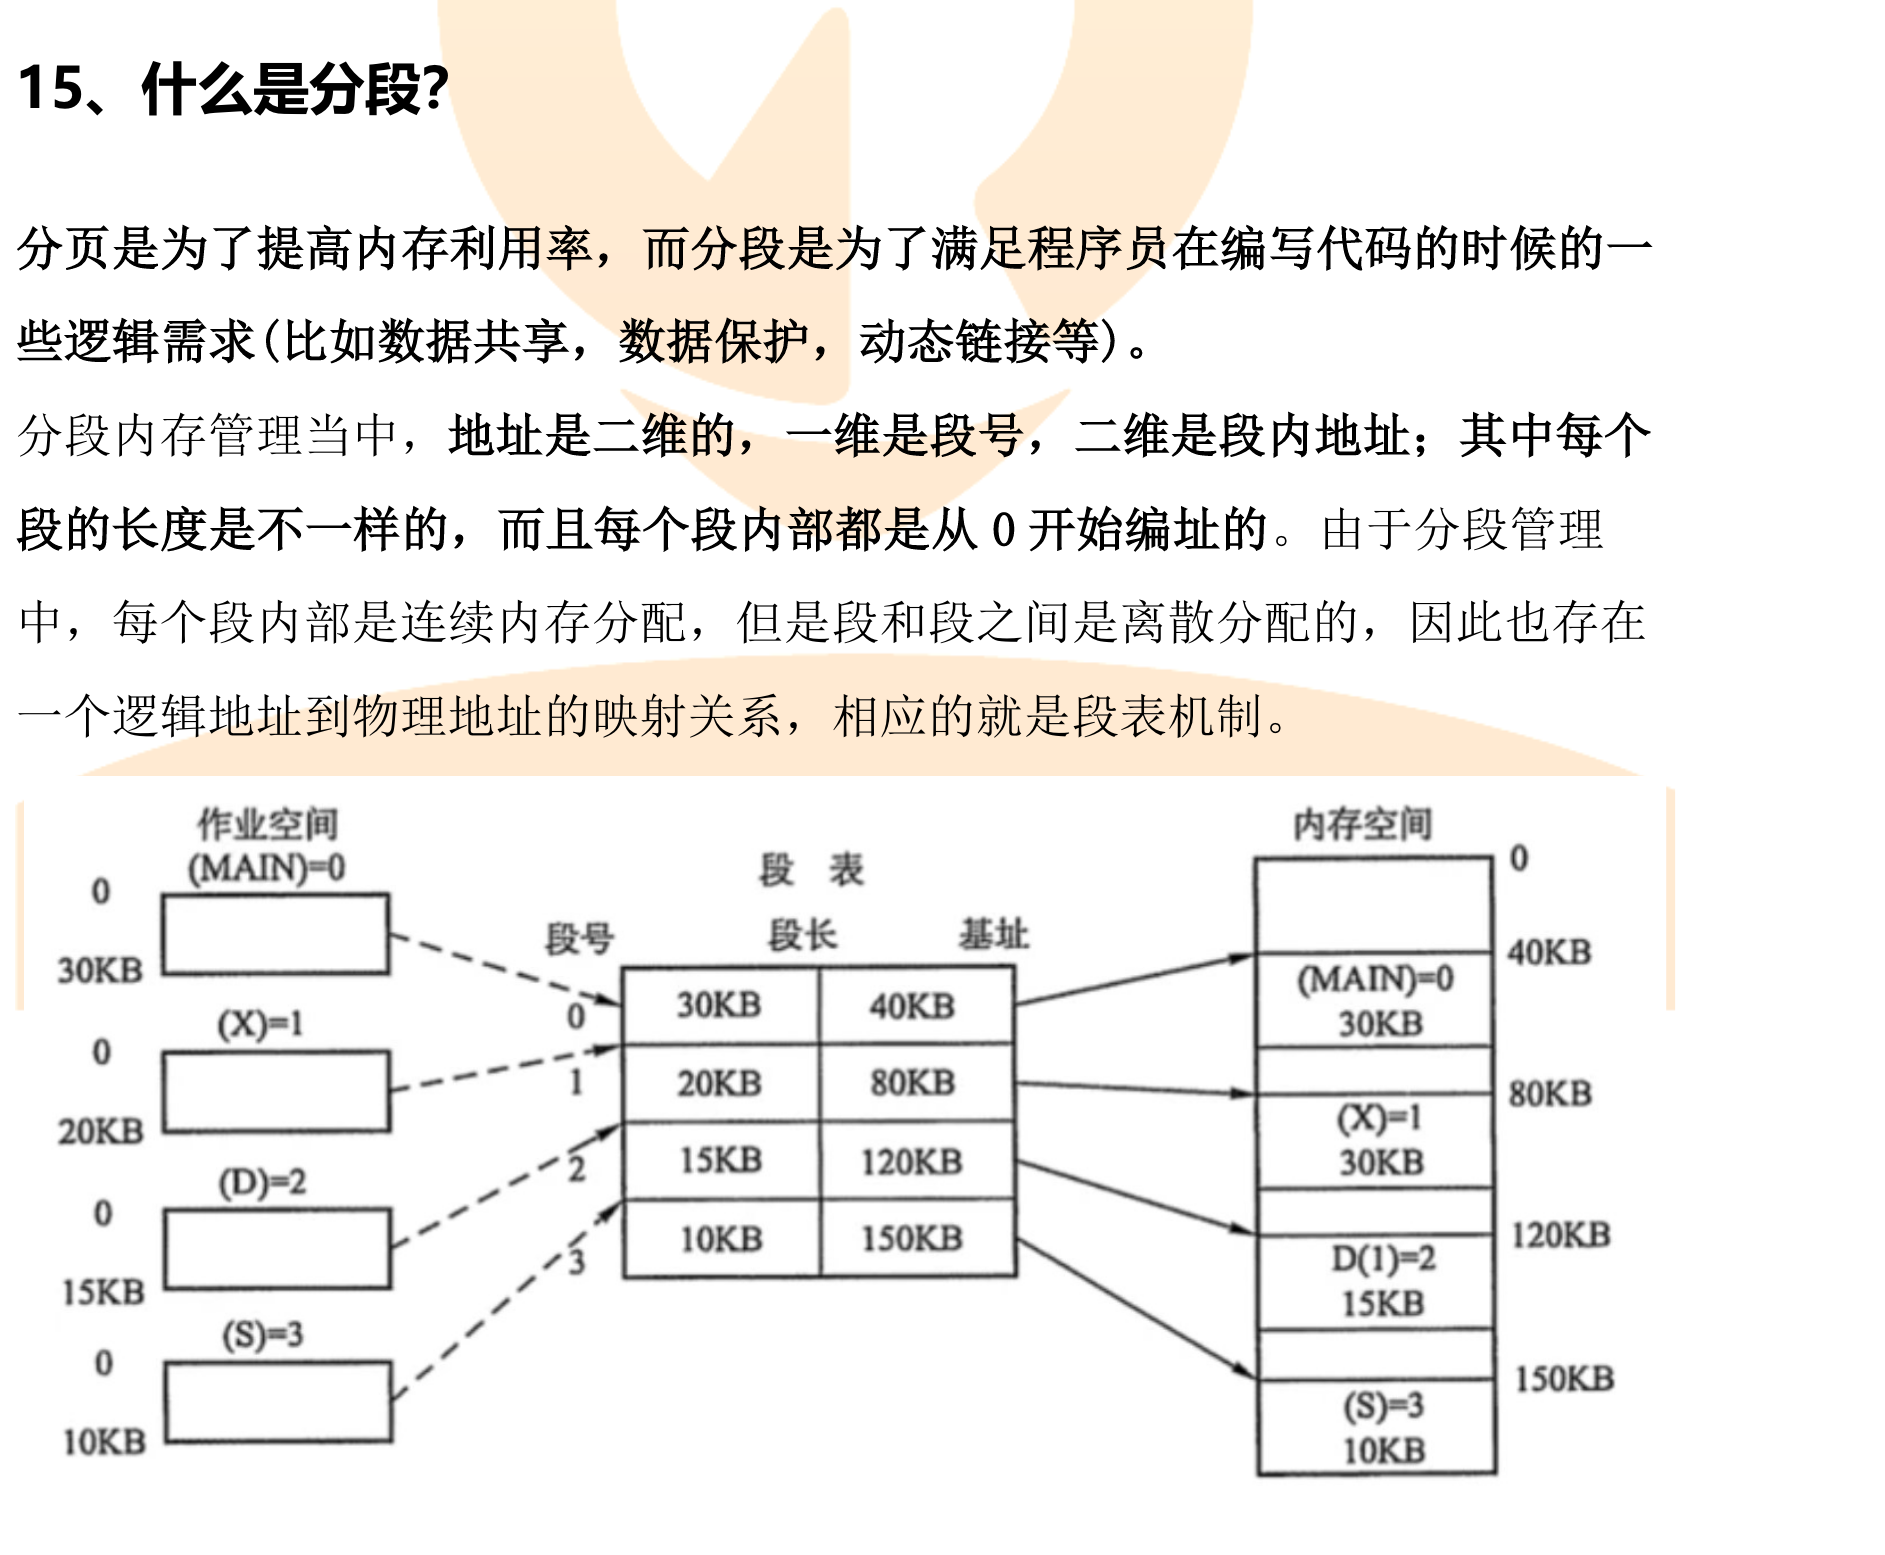 15、什么是分段?
分页是为了提高内存利用率，而分段是为了满足程序员在编写代码的时候的一
些逻辑需求(比如数据共享，数据保护，动态链接等)。
分段内存管理当中，地址是二维的，一维是段号，二维是段内地址；其中每个
段的长度是不一样的，而且每个段内部都是从 0 开始编址的。由于分段管理
中，每个段内部是连续内存分配，但是段和段之间是离散分配的，因此也存在
一个逻辑地址到物理地址的映射关系，相应的就是段表机制。
作业空间
(MAIN)=0
0
30KB
(X)=1
0
20KB
(D)=2
0
15KB
(S)=3
0
10KB
段 表
段号 段长 基址
0 30KB 40KB
1 20KB 80KB
2 15KB 120KB
3 10KB 150KB
内存空间
0
40KB
(MAIN)=0
30KB
80KB
(X)=1
30KB
120KB
D(1)=2
15KB
150KB
(S)=3
10KB